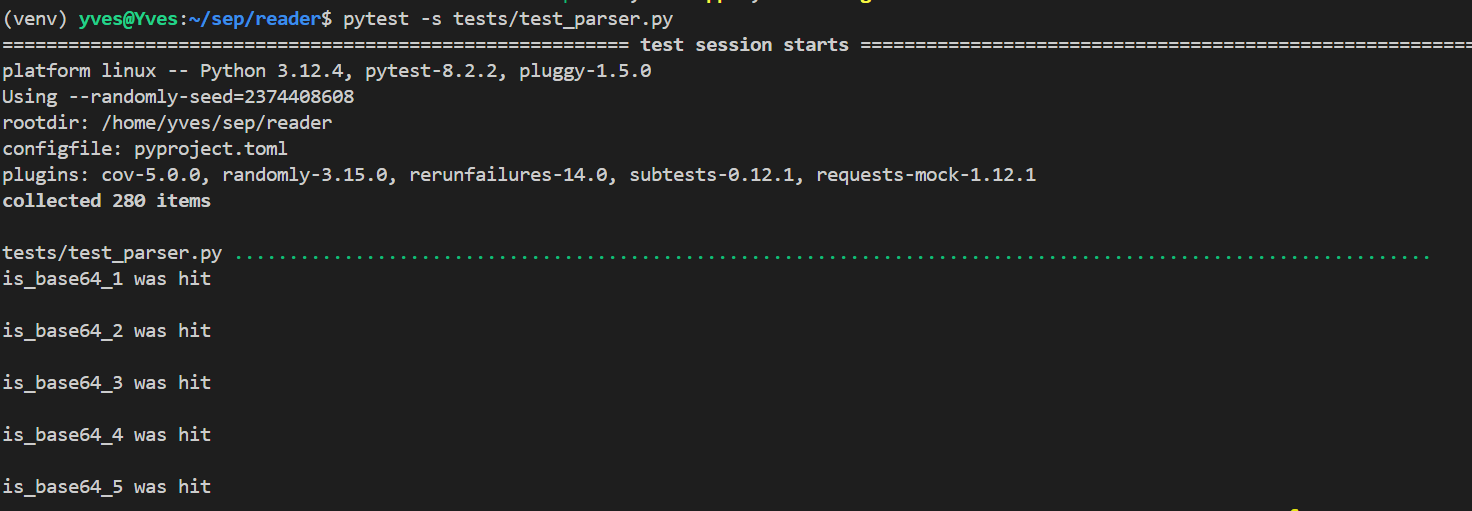 (venv) yves@Yves:~/sep/reader$ pytest -s tests/test_parser.py
========================================================= test session starts ========================================================
platform linux -- Python 3.12.4, pytest-8.2.2, pluggy-1.5.0
Using --randomly-seed=2374408608
rootdir: /home/yves/sep/reader
configfile: pyproject.toml
plugins: cov-5.0.0, randomly-3.15.0, rerunfailures-14.0, subtests-0.12.1, requests-mock-1.12.1
collected 280 items
tests/test_parser.py .............................................................................................................
is_base64_1 was hit
is_base64_2 was hit
is_base64_3 was hit
is_base64_4 was hit
is_base64_5 was hit